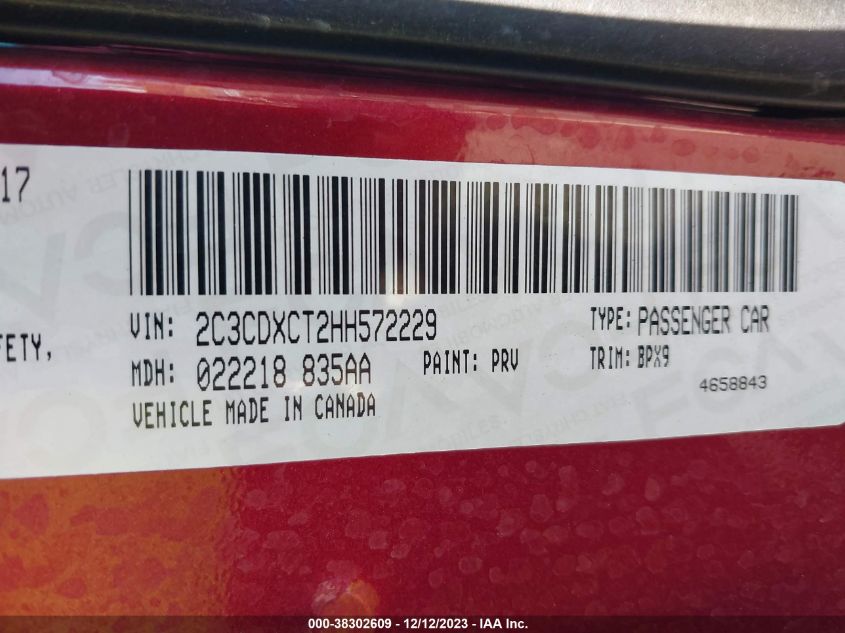 17
VIN: 2C3CDXCT2HH572229
TYPE: PASSENGER CAR
FETY,
MDH: 022218 835AA
PAINT: PRV
TRIM: BPX9
4658843
VEHICLE MADE IN CANADA
000-38302609 - 12/12/2023 - IAA Inc.